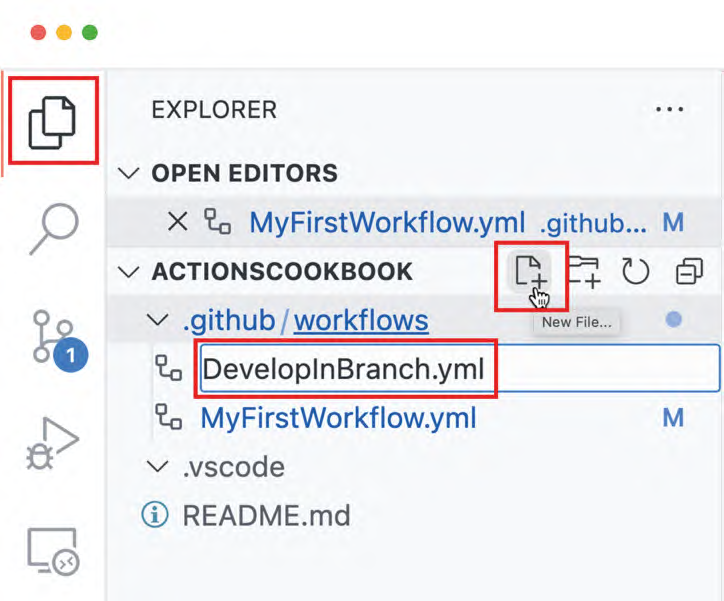 EXPLORER
OPEN EDITORS
MyFirstWorkflow.yml .github... M
ACTIONSCOOKBOOK
.github/workflows
New File...
1
DevelopInBranch.yml
MyFirstWorkflow.yml M
.vscode
README.md